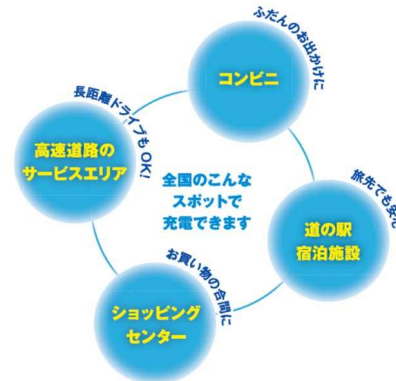 ふだんのお出かけに
コンビニ
長距離ドライブもOK!
高速道路の
サービスエリア
全国のこんな
スポットで
充電できます
旅先でも安心
道の駅
宿泊施設
お買い物の合間に
ショッピング
センター